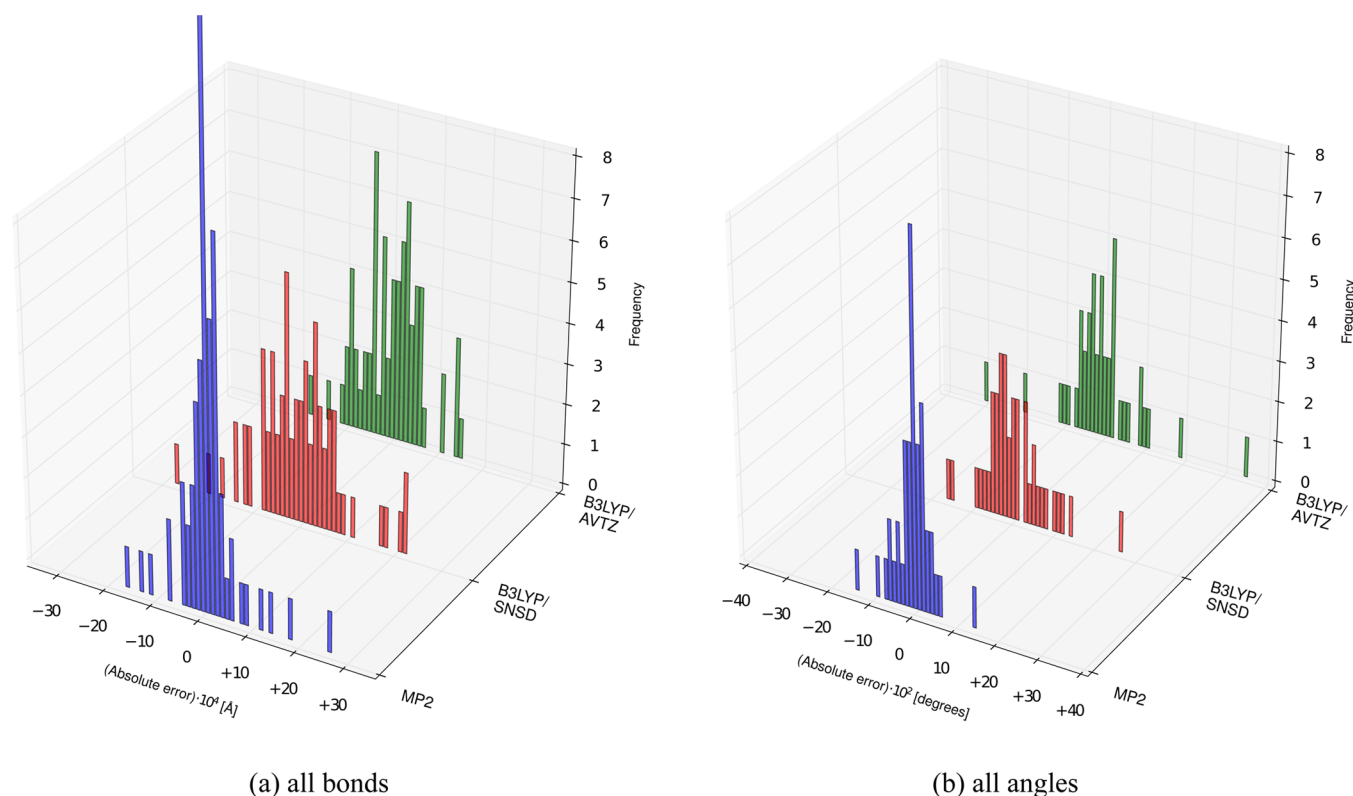 8
7
6
5
4
3
2
1
0
Frequency
B3LYP/
AVTZ
B3LYP/
SNSD
MP2
−30
−20
−10
0
+10
+20
+30
(Absolute error)·10⁴ [Å]
(a) all bonds
8
7
6
5
4
3
2
1
0
Frequency
B3LYP/
AVTZ
B3LYP/
SNSD
MP2
−40
−30
−20
−10
0
10
+20
+30
+40
(Absolute error)·10² [degrees]
(b) all angles